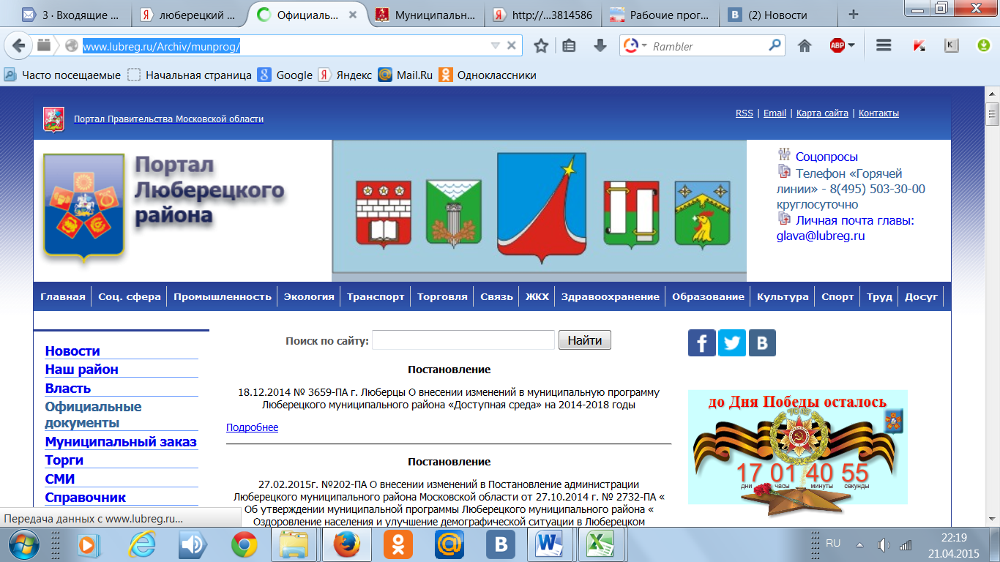 3 · Входящие ...
люберецкий ...
Официаль...
Муниципальн...
http://...3814586
Рабочие прог...
(2) Новости
www.lubreg.ru/Archiv/munprog/
Rambler
ABP
K
Часто посещаемые
Начальная страница
Google
Яндекс
Mail.Ru
Одноклассники
Портал Правительства Московской области
RSS | Email | Карта сайта | Контакты
Портал
Люберецкого
района
Соцопросы
Телефон «Горячей
линии» - 8(495) 503-30-00
круглосуточно
Личная почта главы:
glava@lubreg.ru
Главная
Соц. сфера
Промышленность
Экология
Транспорт
Торговля
Связь
ЖКХ
Здравоохранение
Образование
Культура
Спорт
Труд
Досуг
Новости
Наш район
Власть
Официальные
документы
Муниципальный заказ
Торги
СМИ
Справочник
Поиск по сайту:
Найти
Постановление
18.12.2014 № 3659-ПА г. Люберцы О внесении изменений в муниципальную программу
Люберецкого муниципального района «Доступная среда» на 2014-2018 годы
Подробнее
Постановление
27.02.2015г. №202-ПА О внесении изменений в Постановление администрации
Люберецкого муниципального района Московской области от 27.10.2014 г. № 2732-ПА «
Об утверждении муниципальной программы Люберецкого муниципального района «
Оздоровление населения и улучшение демографической ситуации в Люберецком
до Дня Победы осталось
17 01 40 55
дни часы минуты секунды
Передача данных с www.lubreg.ru...
RU
22:19
21.04.2015